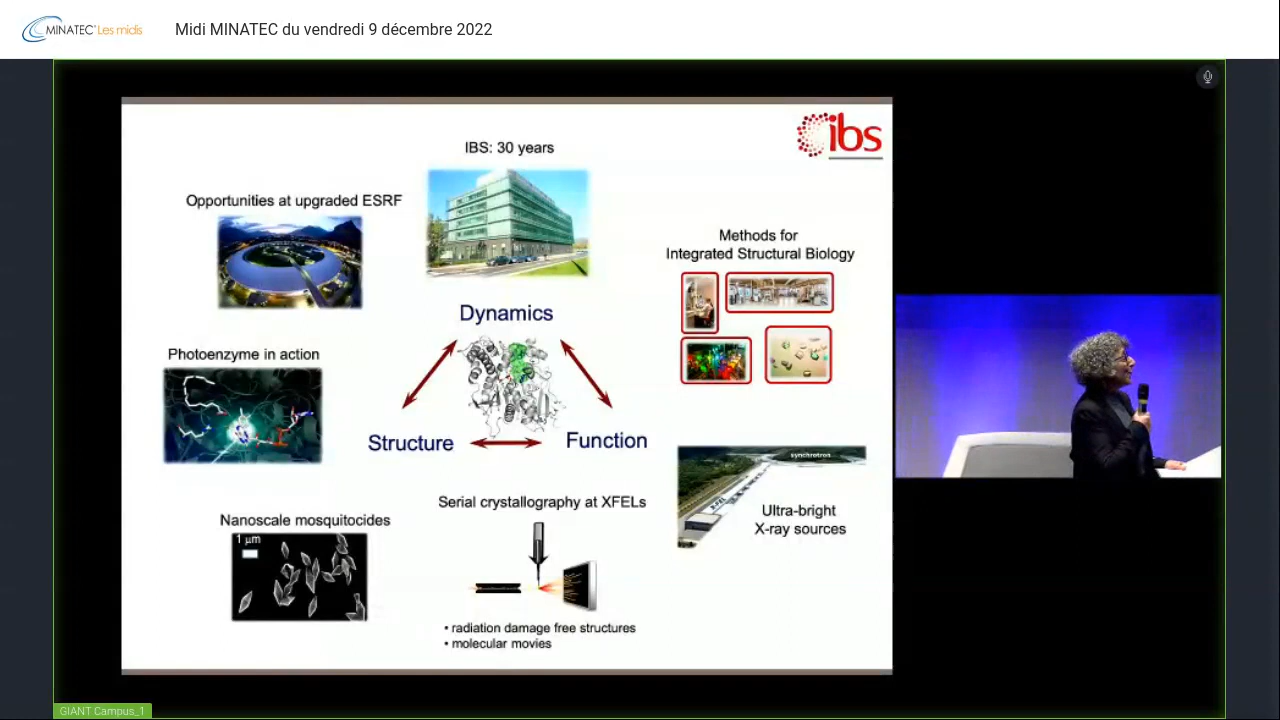 MINATEC Les midis
Midi MINATEC du vendredi 9 décembre 2022
ibs
IBS: 30 years
Opportunities at upgraded ESRF
Methods for
Integrated Structural Biology
Dynamics
Photoenzyme in action
Structure
Function
synchrotron
XFEL
Ultra-bright
X-ray sources
Serial crystallography at XFELs
Nanoscale mosquitocides
1 µm
• radiation damage free structures
• molecular movies
GIANT Campus_1